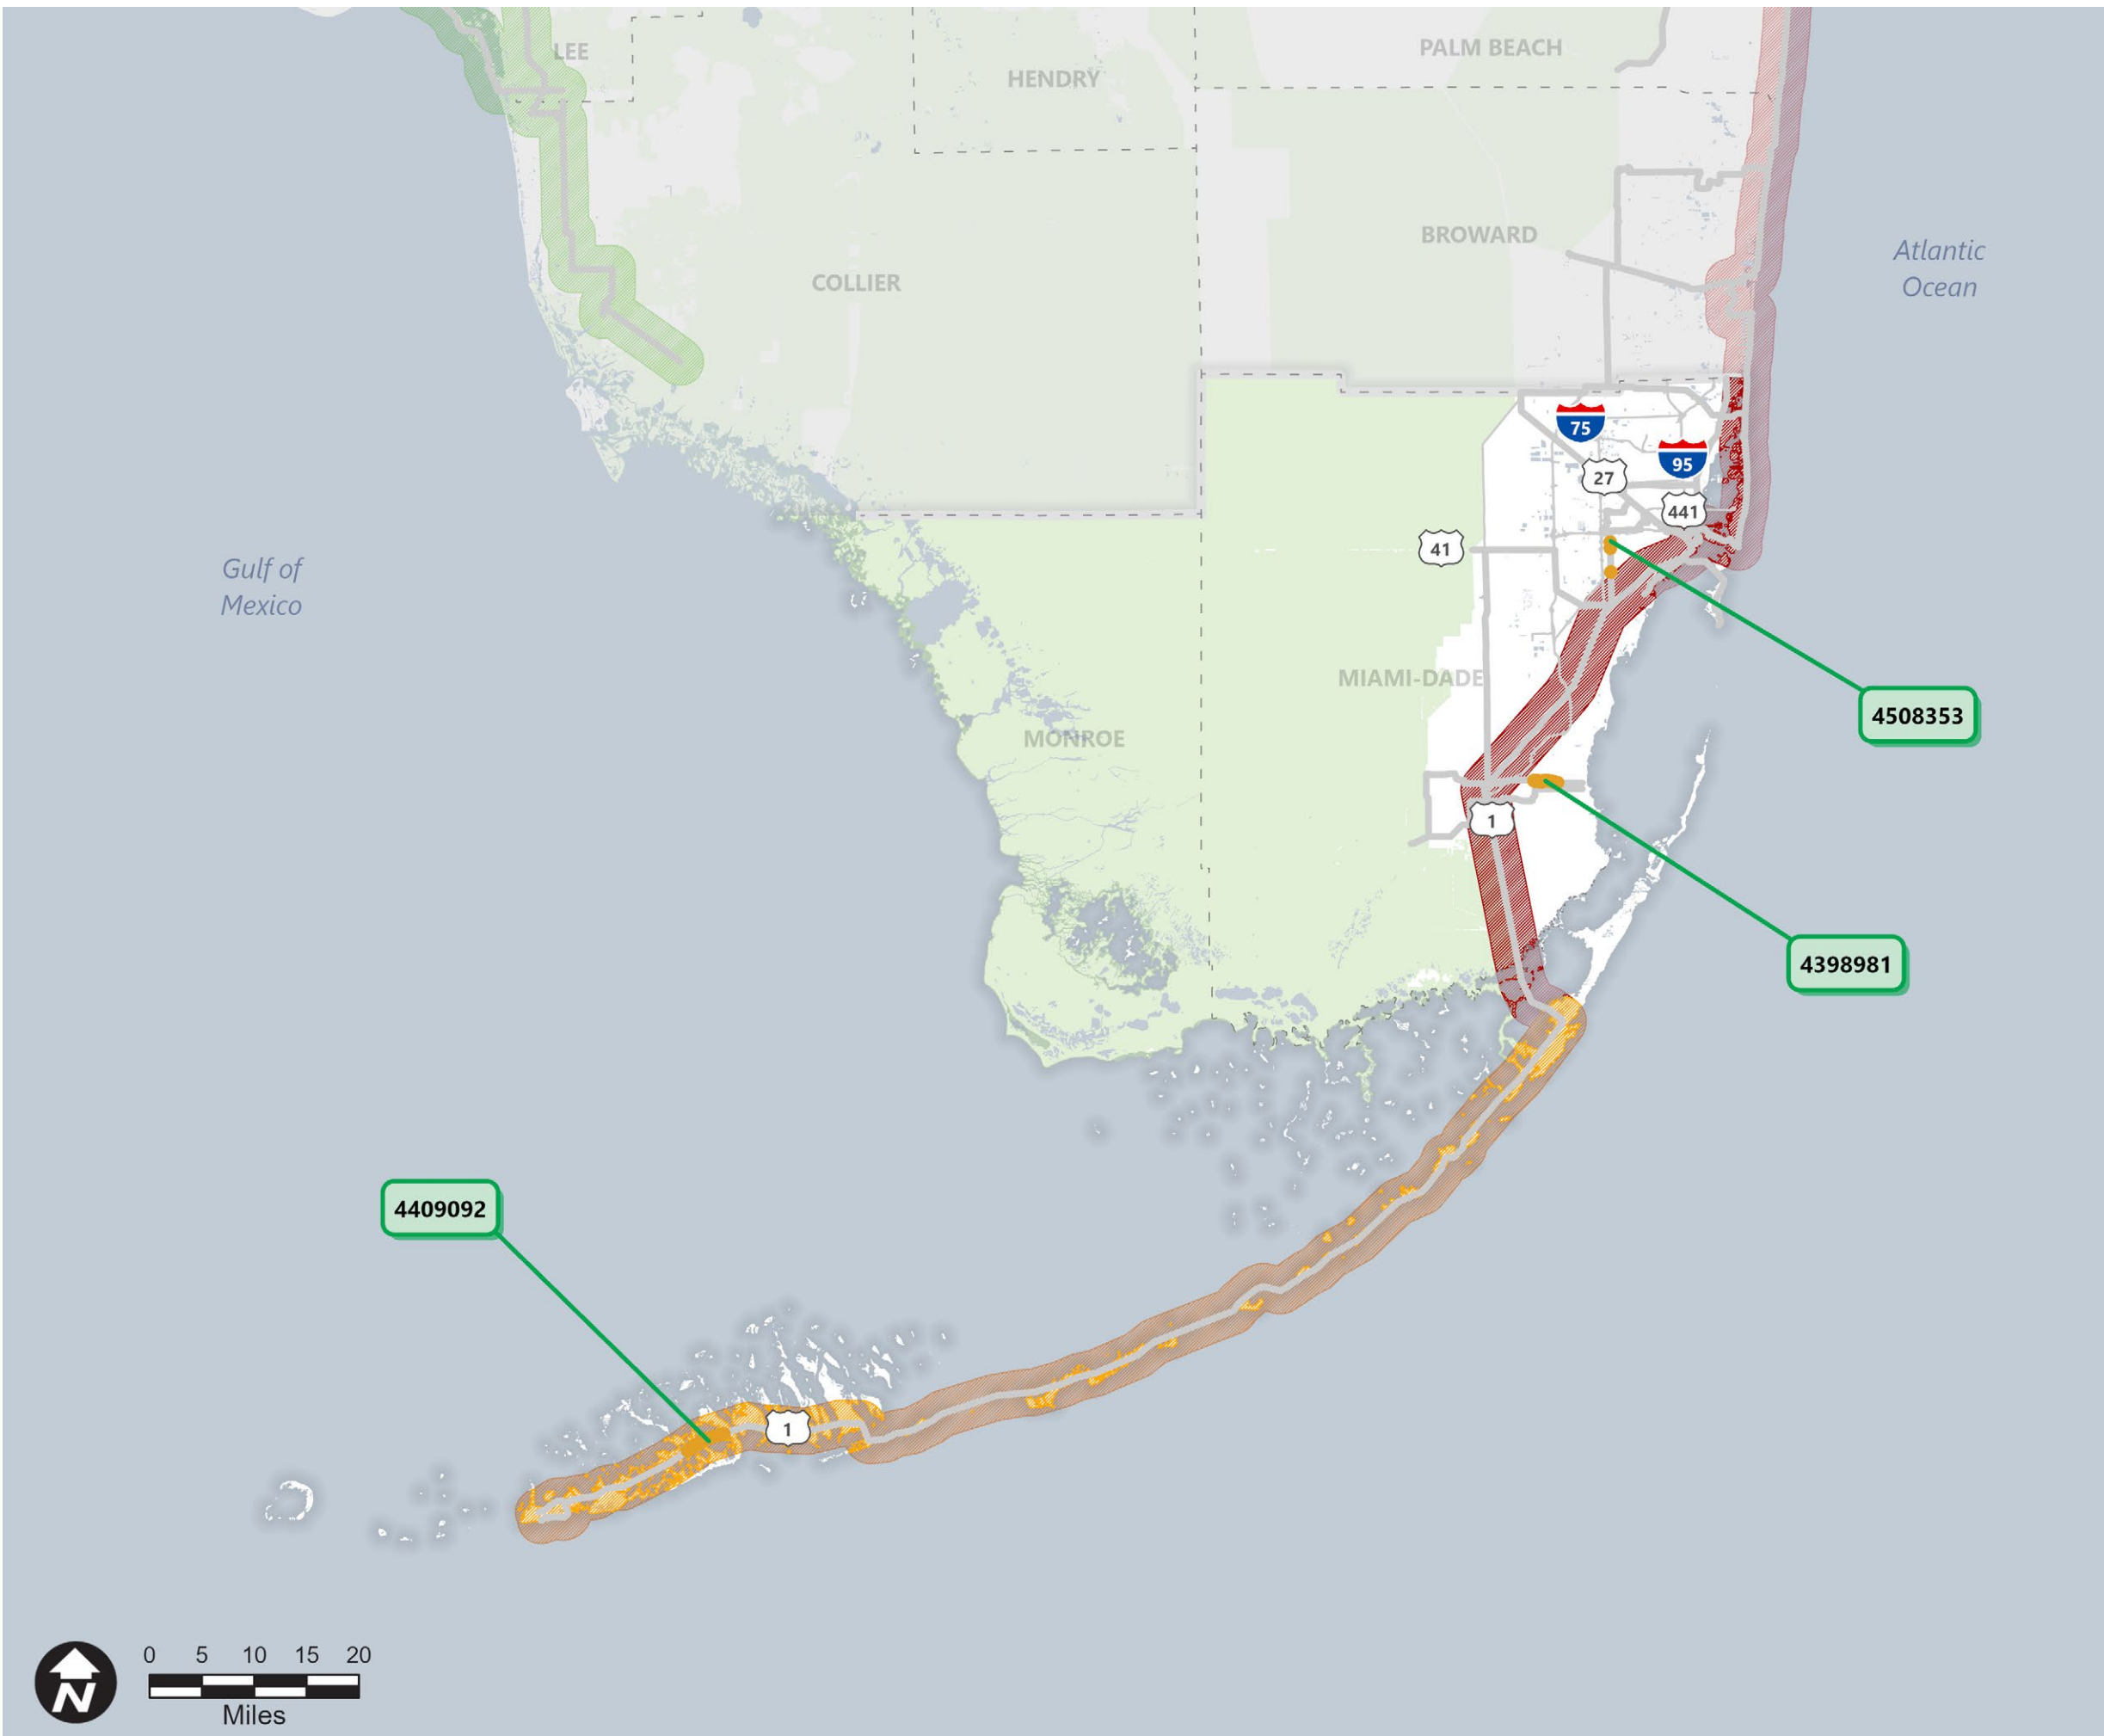 LEE
PALM BEACH
HENDRY
BROWARD
Atlantic
Ocean
COLLIER
75
95
27
441
41
Gulf of
Mexico
MIAMI-DADE
4508353
MONROE
1
4398981
4409092
1
0 5 10 15 20
N
Miles